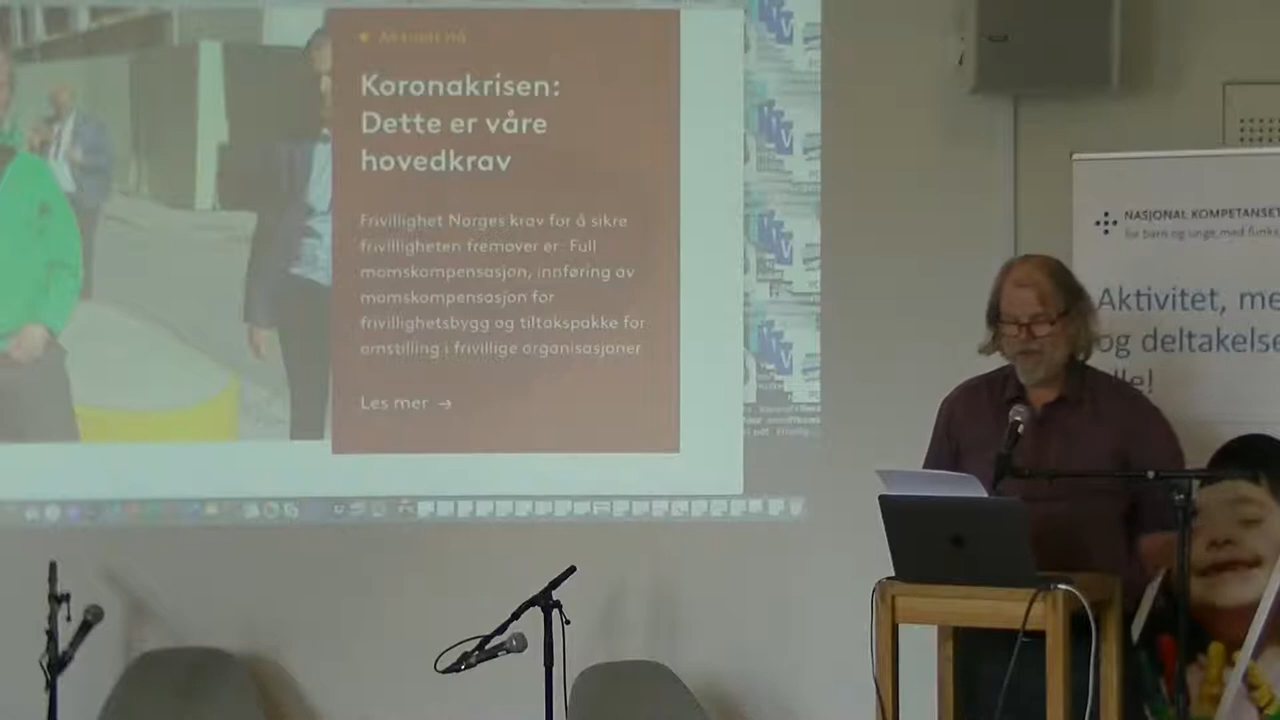 Aktuelt nå
Koronakrisen:
Dette er våre
hovedkrav
Frivillighet Norges krav for å sikre
frivilligheten fremover er: Full
momskompensasjon, innføring av
momskompensasjon for
frivillighetsbygg og tiltakspakke for
omstilling i frivillige organisasjoner
Les mer →
NASJONAL KOMPETANSE
for barn og unge med funks
Aktivitet, me
og deltakelse
lle!